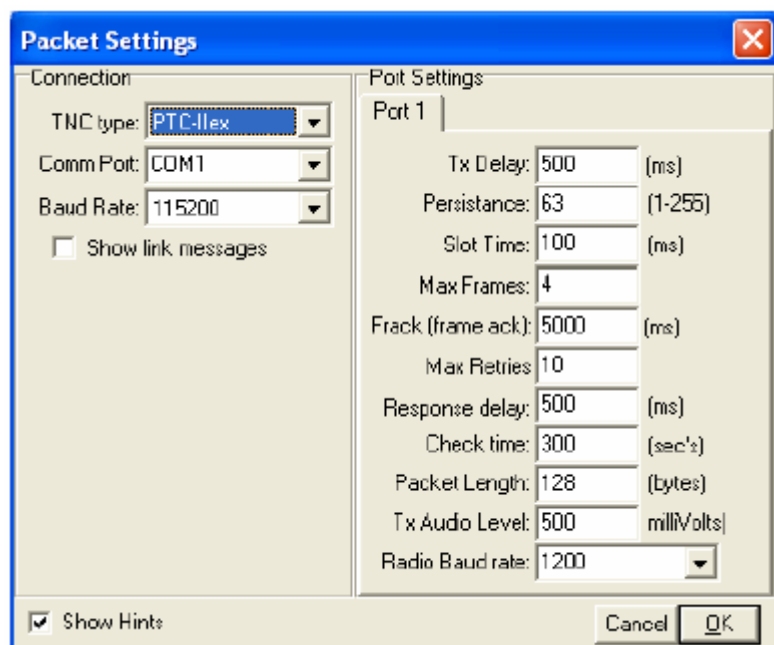 Packet Settings
Connection
TNC type: PTC-IIex
Comm Port: COM1
Baud Rate: 115200
Show link messages
Port Settings
Port 1
Tx Delay: 500 (ms)
Persistance: 63 (1-255)
Slot Time: 100 (ms)
Max Frames: 4
Frack (frame ack): 5000 (ms)
Max Retries 10
Response delay: 500 (ms)
Check time: 300 (sec's)
Packet Length: 128 (bytes)
Tx Audio Level: 500 milliVolts|
Radio Baud rate: 1200
Show Hints
Cancel OK